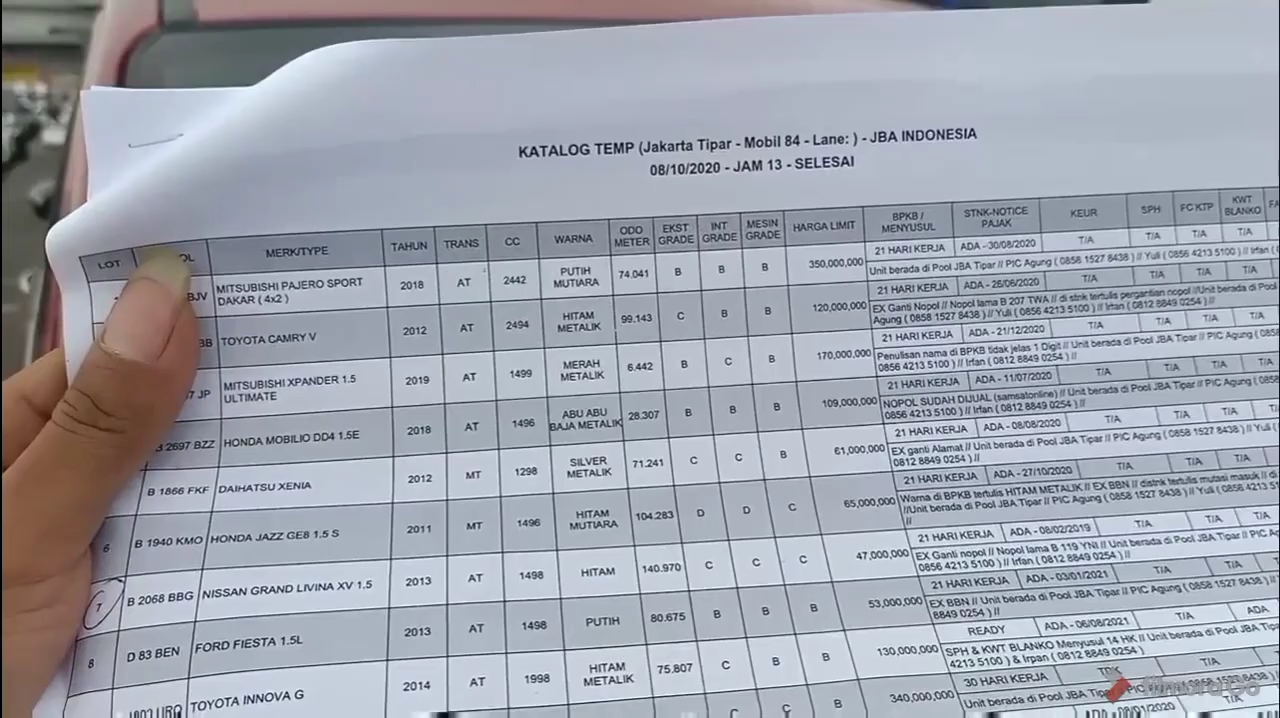 KATALOG TEMP (Jakarta Tipar - Mobil 84 - Lane: ) - JBA INDONESIA
08/10/2020 - JAM 13 - SELESAI
LOT OL MERK/TYPE TAHUN TRANS CC WARNA ODO METER EKST GRADE INT GRADE MESIN GRADE HARGA LIMIT BPKB / MENYUSUL STNK-NOTICE PAJAK KEUR SPH FC KTP KWT BLANKO FA
BJV MITSUBISHI PAJERO SPORT DAKAR ( 4x2 ) 2018 AT 2442 PUTIH MUTIARA 74.041 B B B 350,000,000 21 HARI KERJA ADA - 30/08/2020 T/A T/A T/A T/A
Unit berada di Pool JBA Tipar // PIC Agung ( 0858 1527 8438 ) // Yuli ( 0856 4213 5100 ) // Irfan (
BB TOYOTA CAMRY V 2012 AT 2494 HITAM METALIK 99.143 C B B 120,000,000 21 HARI KERJA ADA - 26/06/2020 T/A T/A T/A T/A
EX Ganti Nopol // Nopol lama B 207 TWA // di stnk tertulis pergantian nopol //Unit berada di Pool
Agung ( 0858 1527 8438 ) // Yuli ( 0856 4213 5100 ) // Irfan ( 0812 8849 0254 ) //
7 JP MITSUBISHI XPANDER 1.5 ULTIMATE 2019 AT 1499 MERAH METALIK 6.442 B C B 170,000,000 21 HARI KERJA ADA - 21/12/2020 T/A T/A T/A T/A
Penulisan nama di BPKB tidak jelas 1 Digit // Unit berada di Pool JBA Tipar // PIC Agung (
0856 4213 5100 ) // Irfan ( 0812 8849 0254 ) //
B 2697 BZZ HONDA MOBILIO DD4 1.5E 2018 AT 1496 ABU ABU BAJA METALIK 28.307 B B B 109,000,000 21 HARI KERJA ADA - 11/07/2020 T/A T/A T/A T/A
NOPOL SUDAH DIJUAL (samsatonline) // Unit berada di Pool JBA Tipar // PIC Agung (
0856 4213 5100 ) // Irfan ( 0812 8849 0254 ) //
B 1866 FKF DAIHATSU XENIA 2012 MT 1298 SILVER METALIK 71.241 C C B 61,000,000 21 HARI KERJA ADA - 08/08/2020 T/A T/A T/A T/A
EX ganti Alamat // Unit berada di Pool JBA Tipar // PIC Agung ( 0858 1527 8438 ) // Yuli
0812 8849 0254 ) //
6 B 1940 KMO HONDA JAZZ GE8 1.5 S 2011 MT 1496 HITAM MUTIARA 104.283 D D C 65,000,000 21 HARI KERJA ADA - 27/10/2020 T/A T/A T/A
Warna di BPKB tertulis HITAM METALIK // EX BBN // distnk tertulis mutasi masuk //
//Unit berada di Pool JBA Tipar // PIC Agung ( 0858 1527 8438 ) // Yuli (
//
7 B 2068 BBG NISSAN GRAND LIVINA XV 1.5 2013 AT 1498 HITAM 140.970 C C C 47,000,000 21 HARI KERJA ADA - 08/02/2019 T/A T/A T/A
EX Ganti nopol // Nopol lama B 119 YNI // Unit berada di Pool JBA Tipar // PIC
0856 4213 5100 ) // Irfan ( 0812 8849 0254 ) //
8 D 83 BEN FORD FIESTA 1.5L 2013 AT 1498 PUTIH 80.675 B B B 53,000,000 21 HARI KERJA ADA - 03/01/2021 T/A T/A T/A
EX BBN // Unit berada di Pool JBA Tipar // PIC Agung ( 0858 1527 8438 ) //
TOYOTA INNOVA G 2014 AT 1998 HITAM METALIK 75.807 C B B 130,000,000 READY ADA - 06/08/2021 T/A ADA
SPH & KWT BLANKO Menyusul 14 HK // Unit berada di Pool JBA Tipar
4213 5100 ) & Irpan ( 0812 8849 0254 )
B 340,000,000 30 HARI KERJA T/A
Unit berada di Pool JBA Tipar // PIC